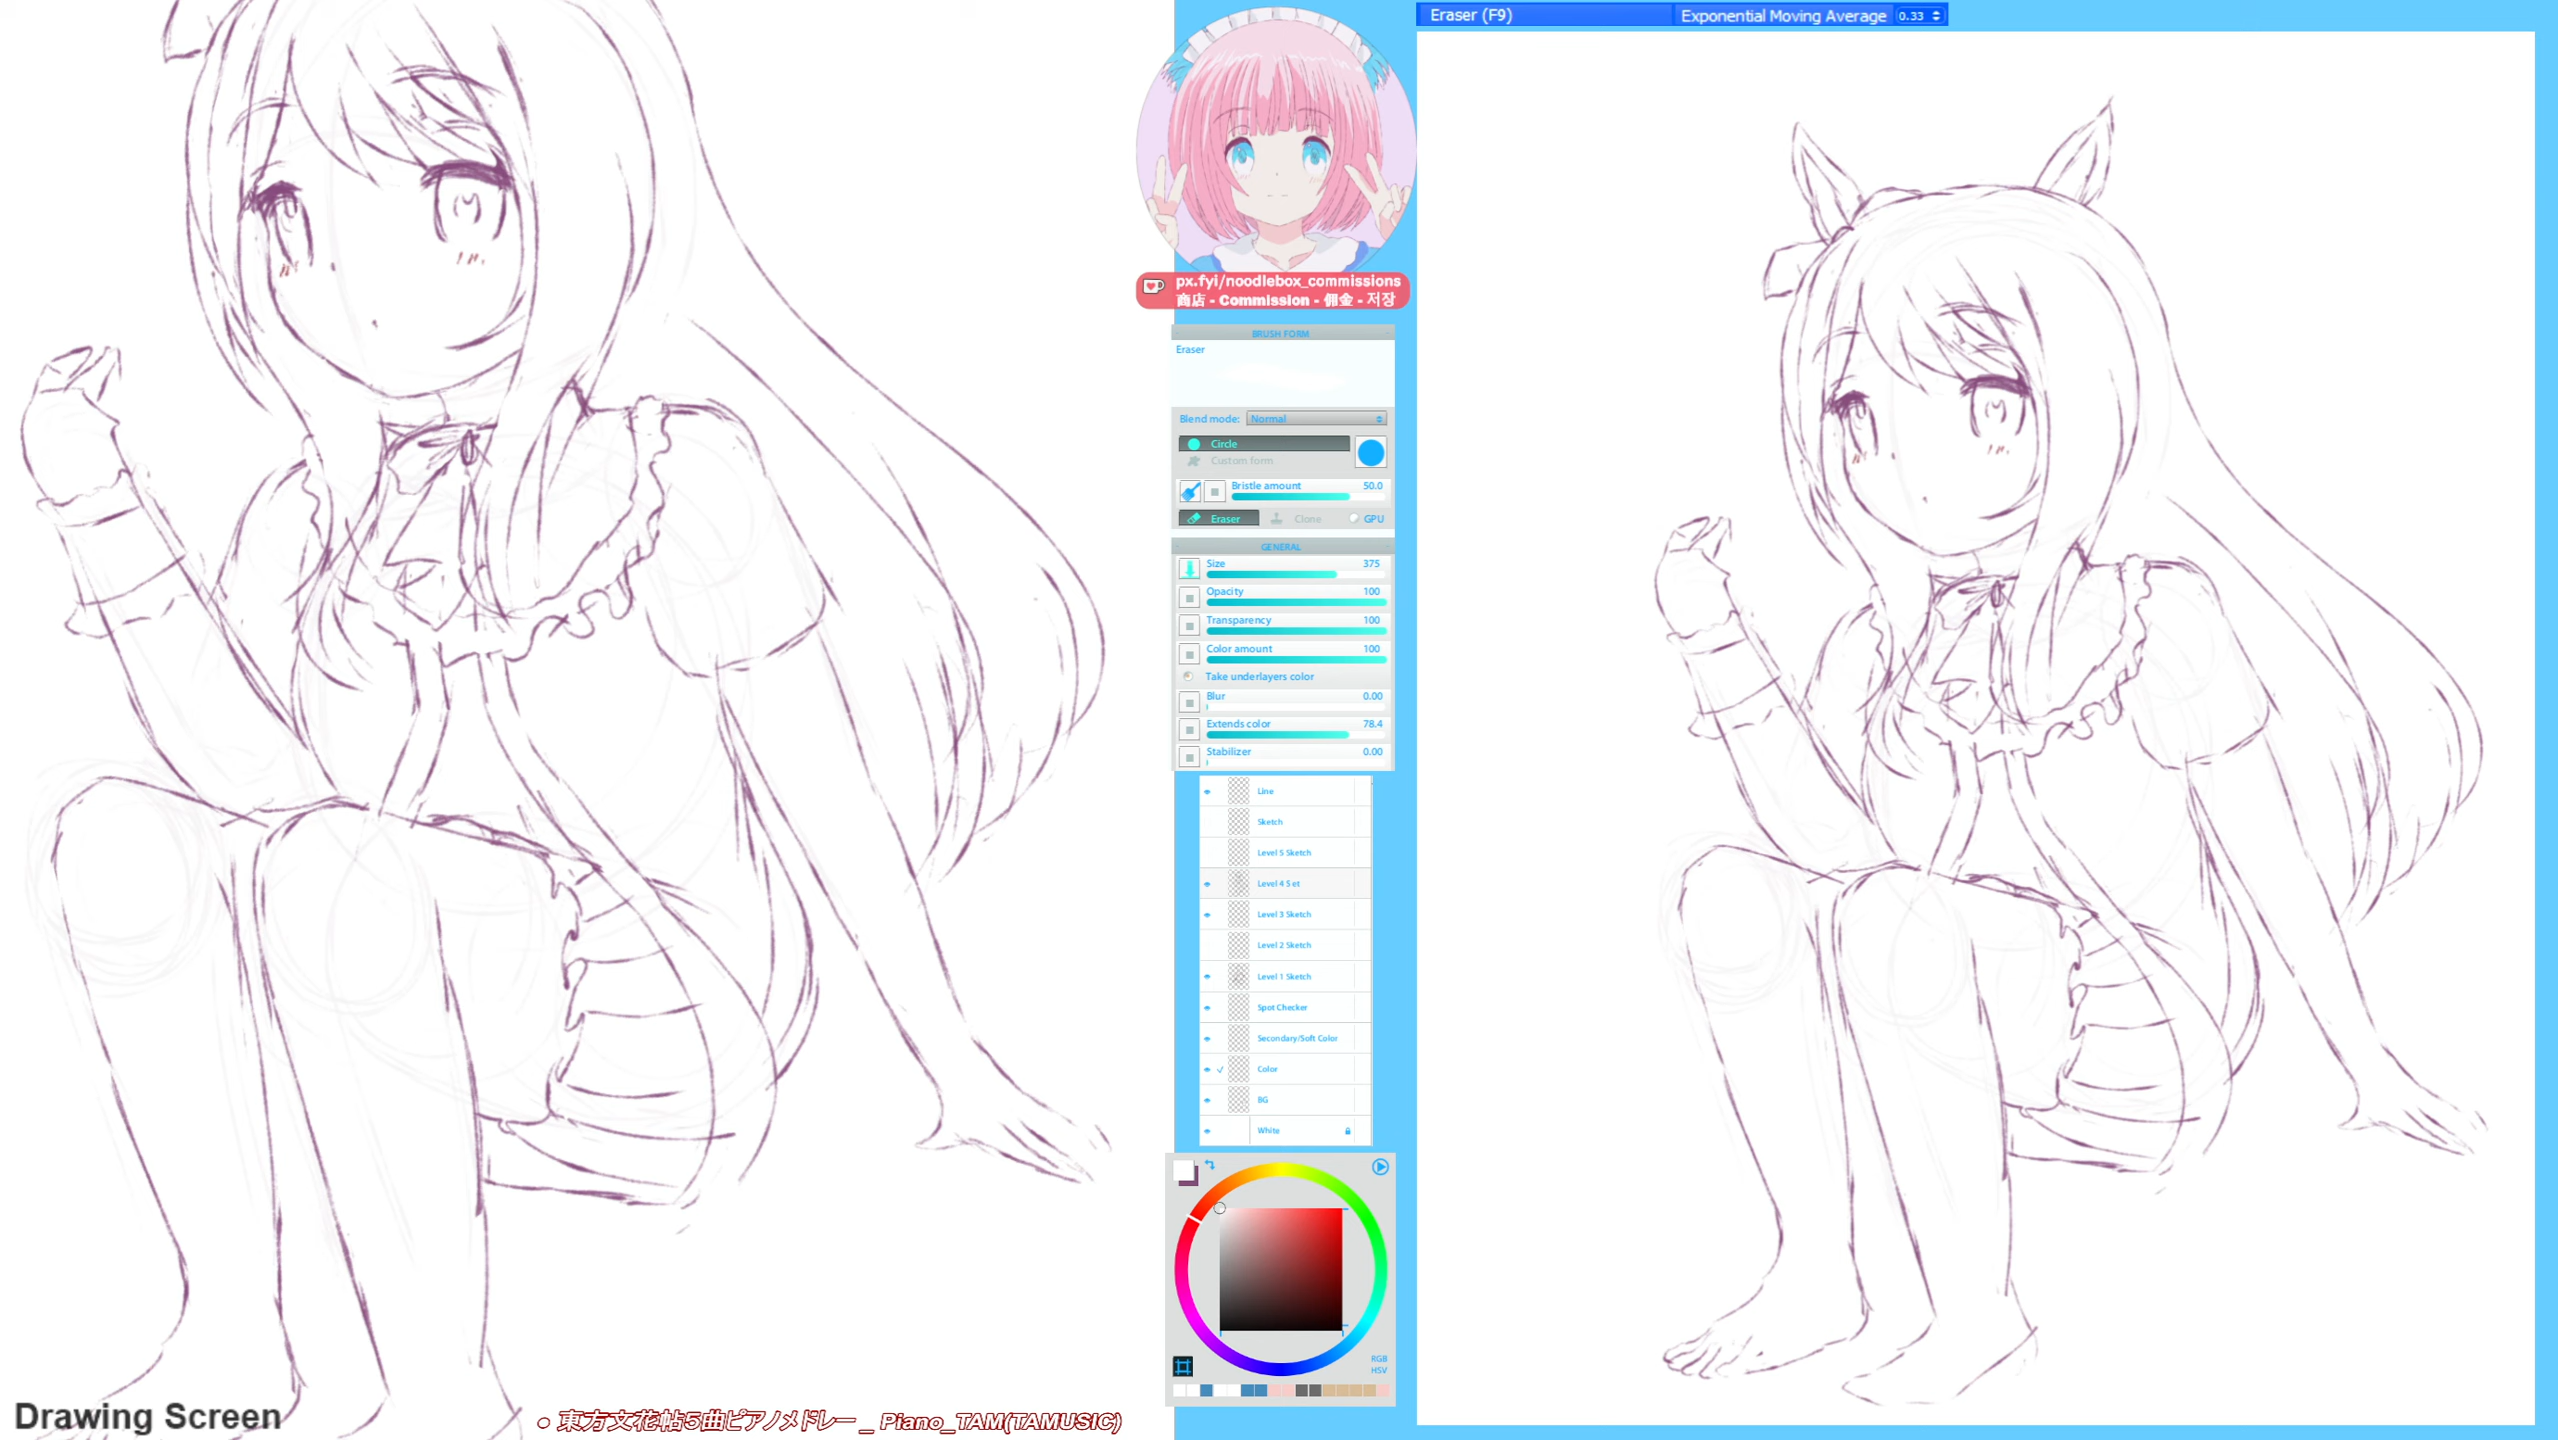 Eraser (F9)
Exponential Moving Average 0.33
px.fyi/noodlebox_commissions
商店 - Commission - 佣金 - 저장
BRUSH FORM
Eraser
Blend mode: Normal
Circle
Custom form
Bristle amount 50.0
Eraser Clone GPU
GENERAL
Size 375
Opacity 100
Transparency 100
Color amount 100
Take underlayers color
Blur 0.00
Extends color 78.4
Stabilizer 0.00
Line
Sketch
Level 5 Sketch
Level 4 S et
Level 3 Sketch
Level 2 Sketch
Level 1 Sketch
Spot Checker
Secondary/Soft Color
Color
BG
White
RGB
HSV
Drawing Screen
• 東方文花帖５曲ピアノメドレー _ Piano_TAM(TAMUSIC)